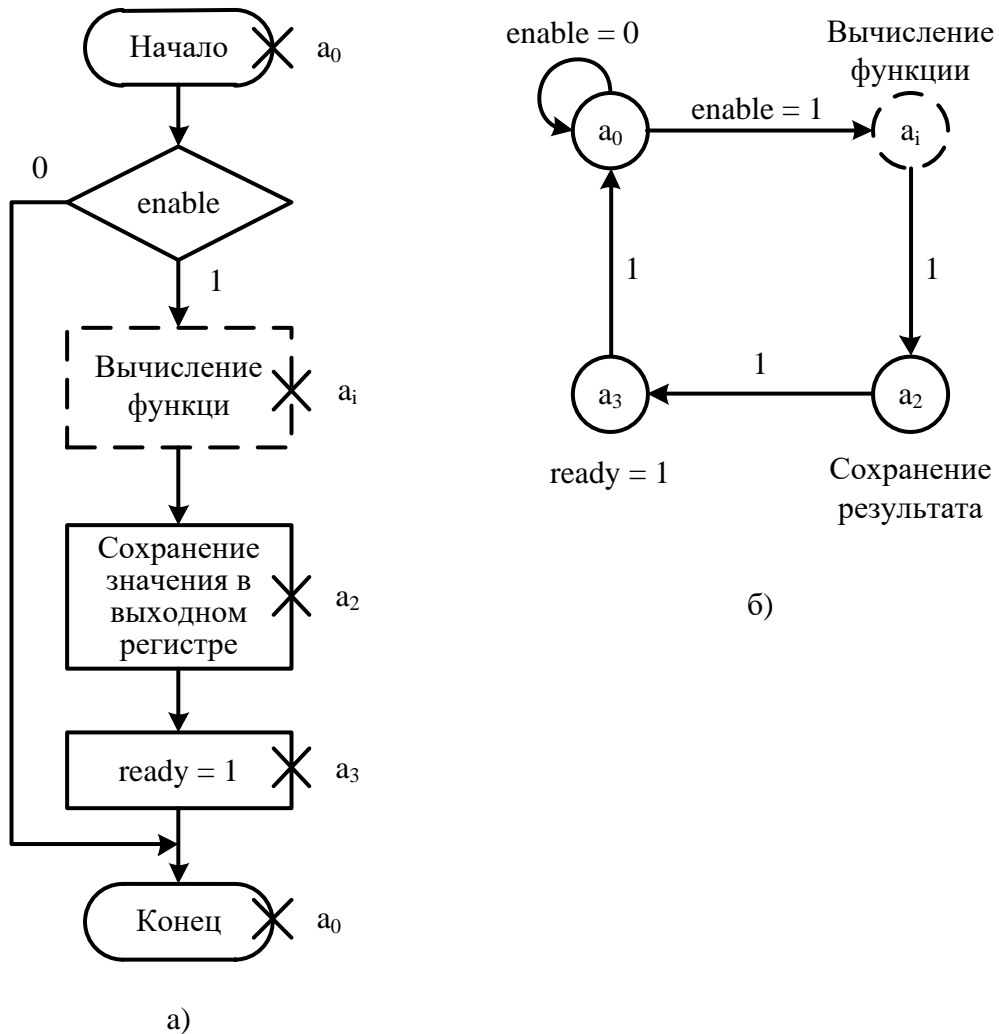 Начало
a0
0
enable
1
Вычисление
функци
ai
Сохранение
значения в
выходном
регистре
a2
ready = 1
a3
Конец
a0
а)
enable = 0
a0
enable = 1
Вычисление
функции
ai
1
1
1
a3
a2
ready = 1
Сохранение
результата
б)